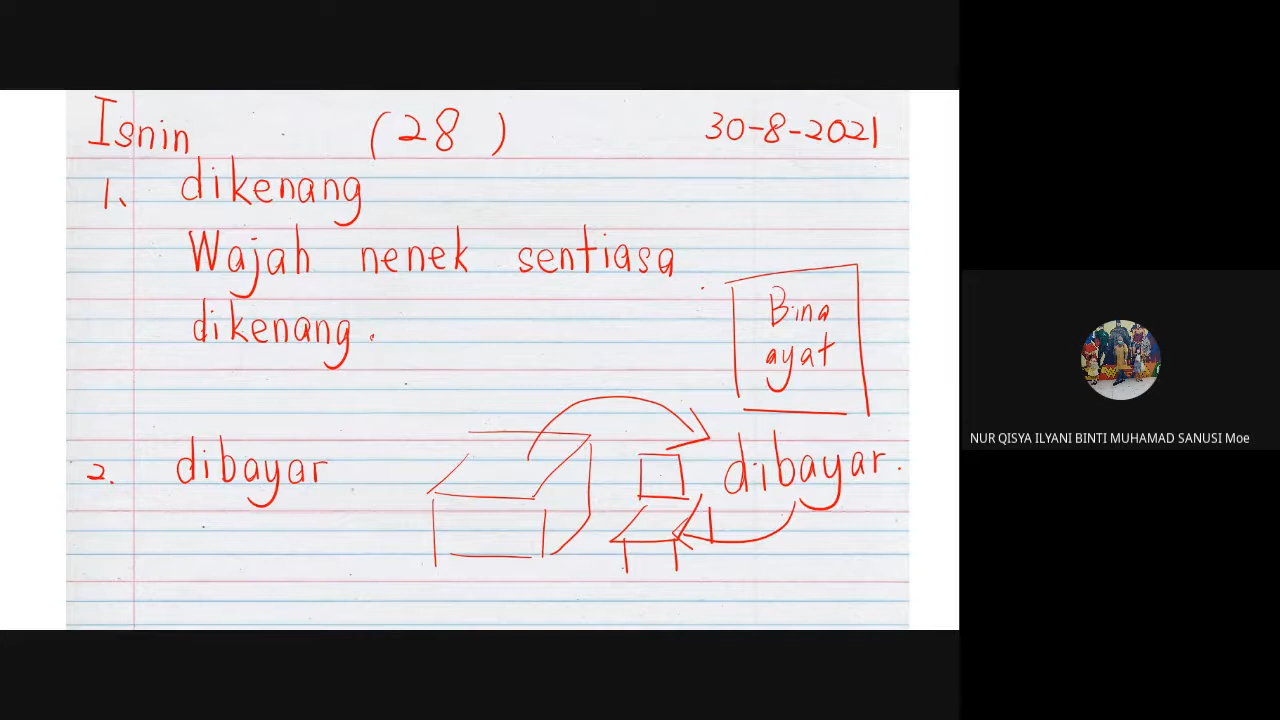 Isnin (28) 30-8-2021
1. dikenang
Wajah nenek sentiasa
dikenang.
Bina
ayat
2. dibayar dibayar.
NUR QISYA ILYANI BINTI MUHAMAD SANUSI Moe